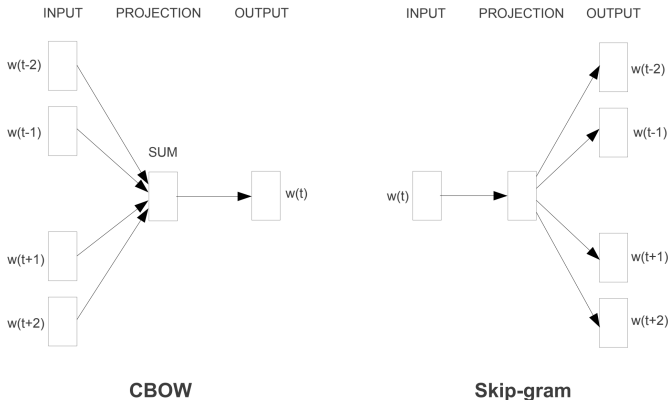 INPUT PROJECTION OUTPUT
w(t-2)
w(t-1)
SUM
w(t)
w(t+1)
w(t+2)
CBOW
INPUT PROJECTION OUTPUT
w(t-2)
w(t-1)
w(t)
w(t+1)
w(t+2)
Skip-gram